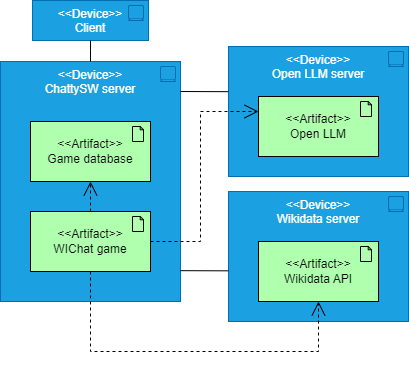 <<Device>>
Client
<<Device>>
ChattySW server
<<Artifact>>
Game database
<<Artifact>>
WIChat game
<<Device>>
Open LLM server
<<Artifact>>
Open LLM
<<Device>>
Wikidata server
<<Artifact>>
Wikidata API